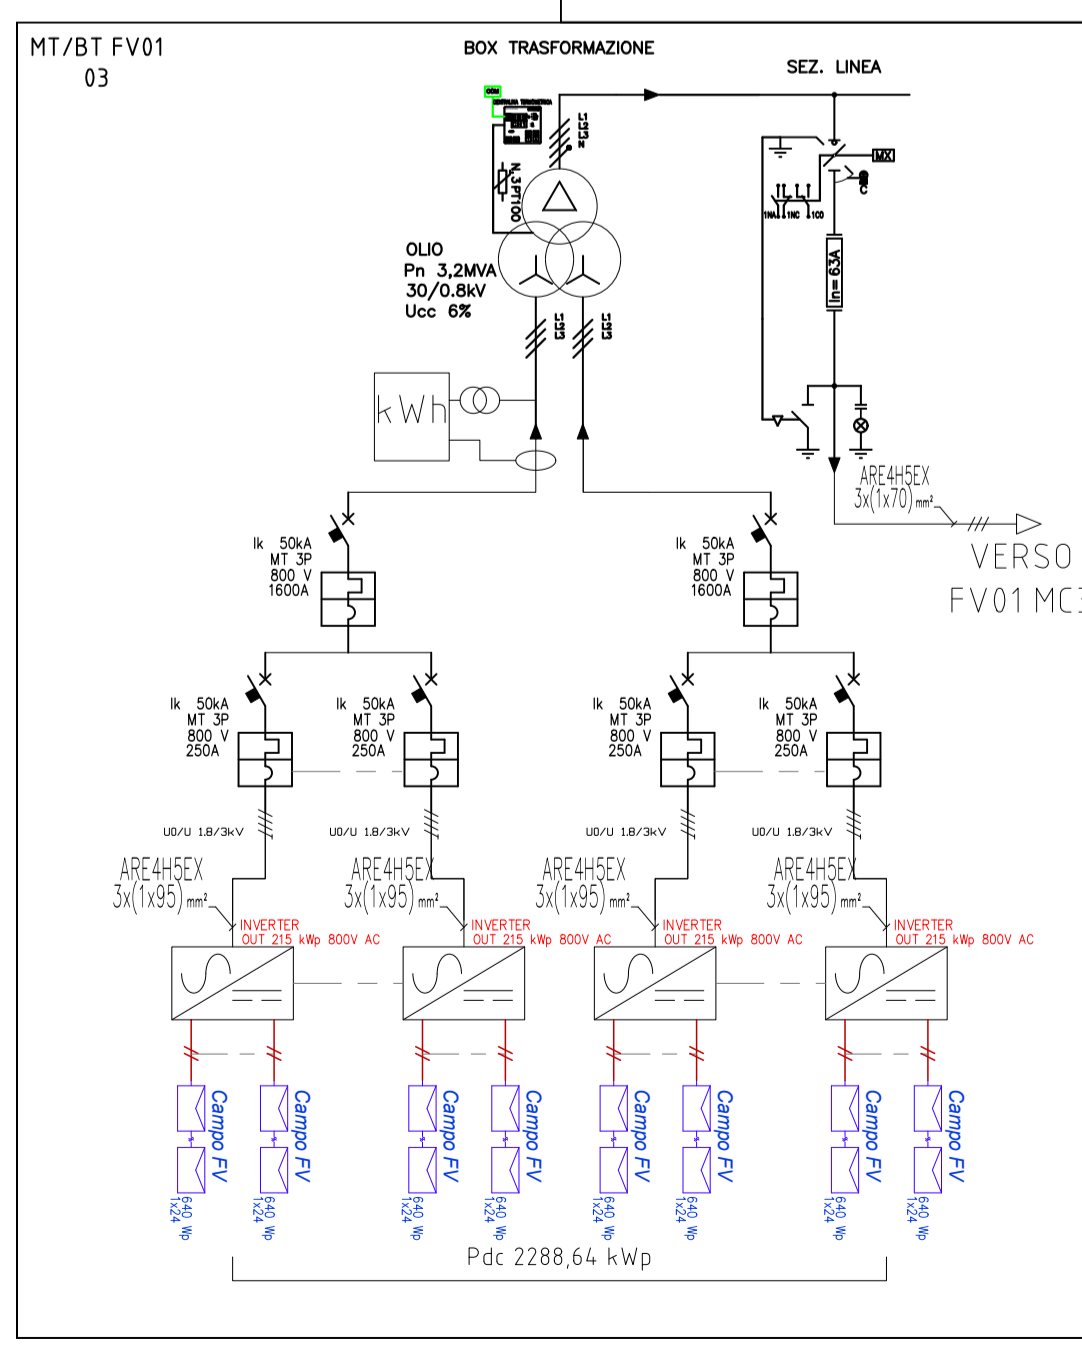 MT/BT FV01
03
BOX TRASFORMAZIONE
SEZ. LINEA
COM
CENTRALINA TERMOMETRICA
N
N.3PT100
MX
C
1NA 1NC 1CO
In= 63A
OLIO
Pn 3,2MVA
30/0.8kV
Ucc 6%
kWh
ARE4H5EX
3x(1x70) mm²
VERSO
FV01 MC3
Ik 50kA
MT 3P
800 V
1600A
Ik 50kA
MT 3P
800 V
1600A
Ik 50kA
MT 3P
800 V
250A
Ik 50kA
MT 3P
800 V
250A
Ik 50kA
MT 3P
800 V
250A
Ik 50kA
MT 3P
800 V
250A
U0/U 1.8/3kV
U0/U 1.8/3kV
U0/U 1.8/3kV
U0/U 1.8/3kV
ARE4H5EX
3x(1x95) mm²
ARE4H5EX
3x(1x95) mm²
ARE4H5EX
3x(1x95) mm²
ARE4H5EX
3x(1x95) mm²
INVERTER
OUT 215 kWp 800V AC
INVERTER
OUT 215 kWp 800V AC
INVERTER
OUT 215 kWp 800V AC
INVERTER
OUT 215 kWp 800V AC
Campo FV
Campo FV
Campo FV
Campo FV
Campo FV
Campo FV
Campo FV
Campo FV
640 Wp
1x24
640 Wp
1x24
640 Wp
1x24
640 Wp
1x24
640 Wp
1x24
640 Wp
1x24
640 Wp
1x24
640 Wp
1x24
Pdc 2288,64 kWp